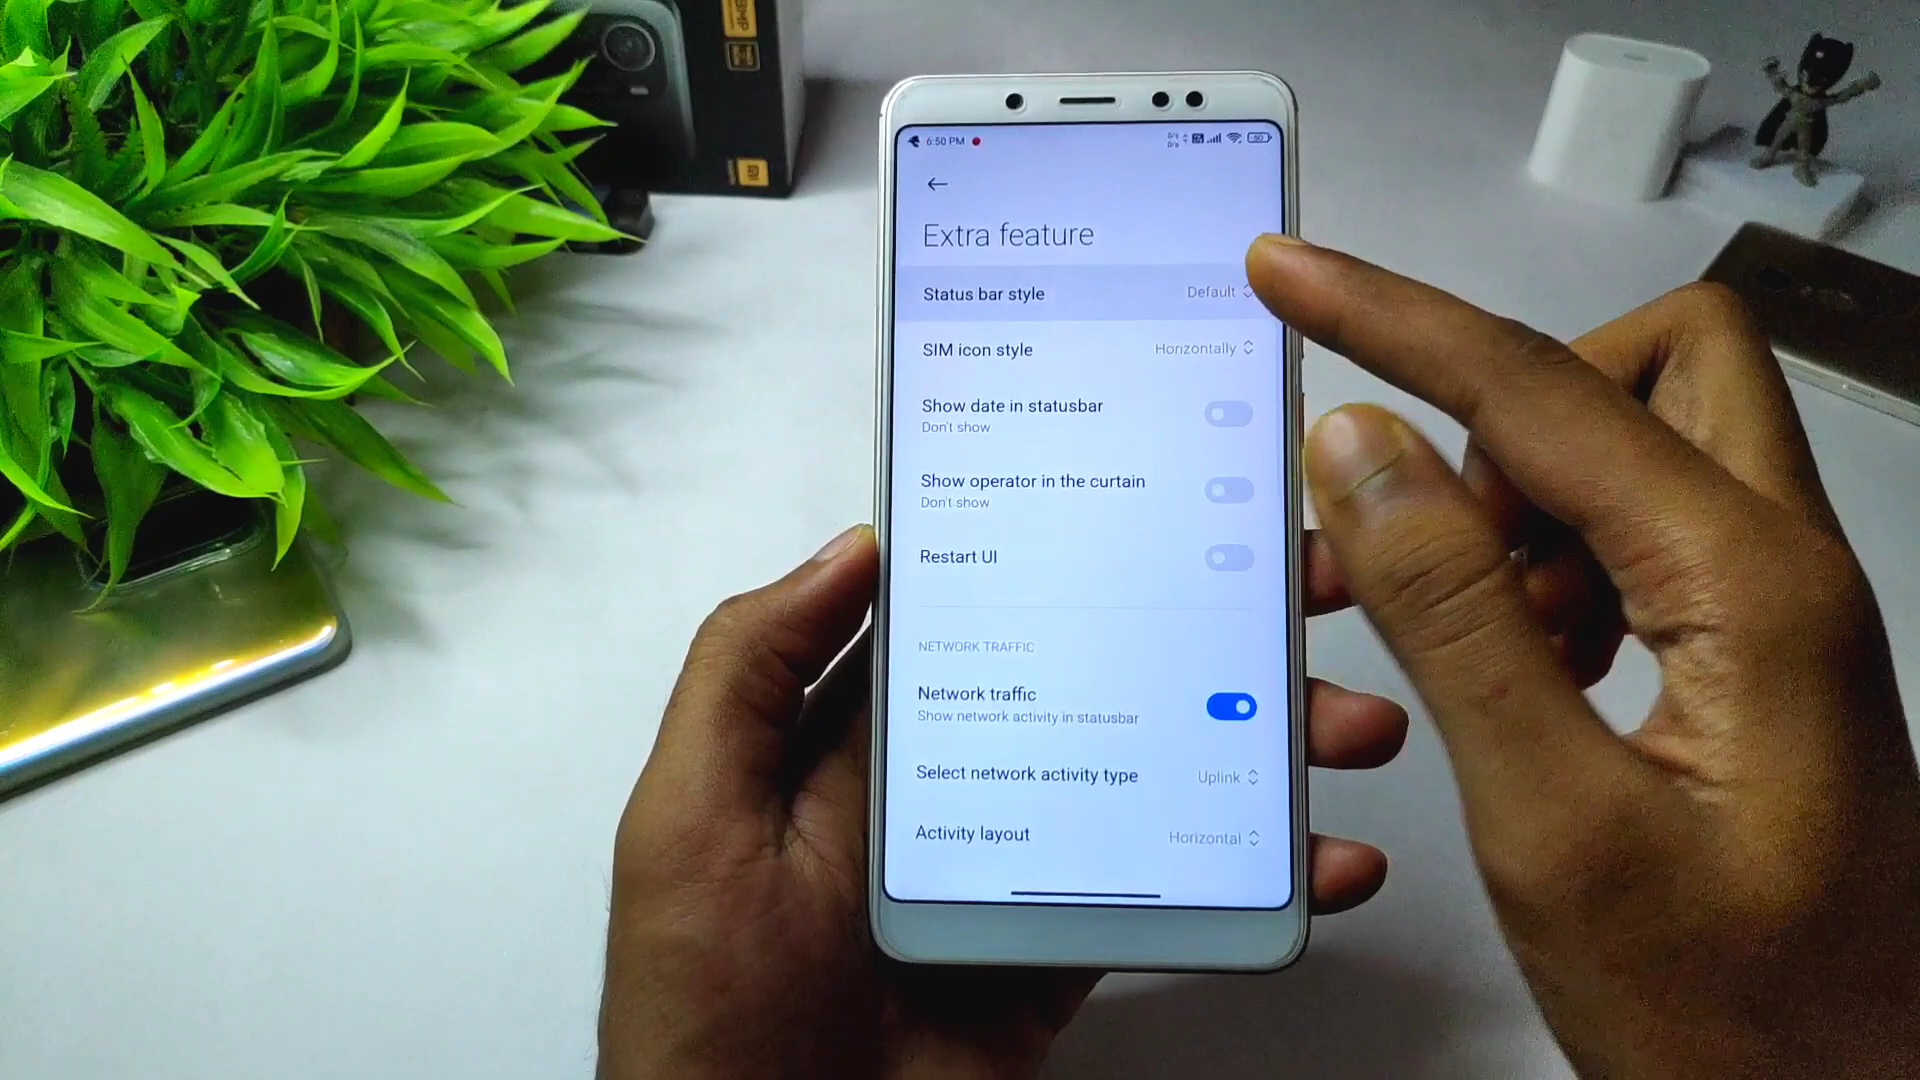 6:50 PM
Extra feature
Status bar style
Default
SIM icon style
Horizontally
Show date in statusbar
Don't show
Show operator in the curtain
Don't show
Restart UI
NETWORK TRAFFIC
Network traffic
Show network activity in statusbar
Select network activity type
Uplink
Activity layout
Horizontal